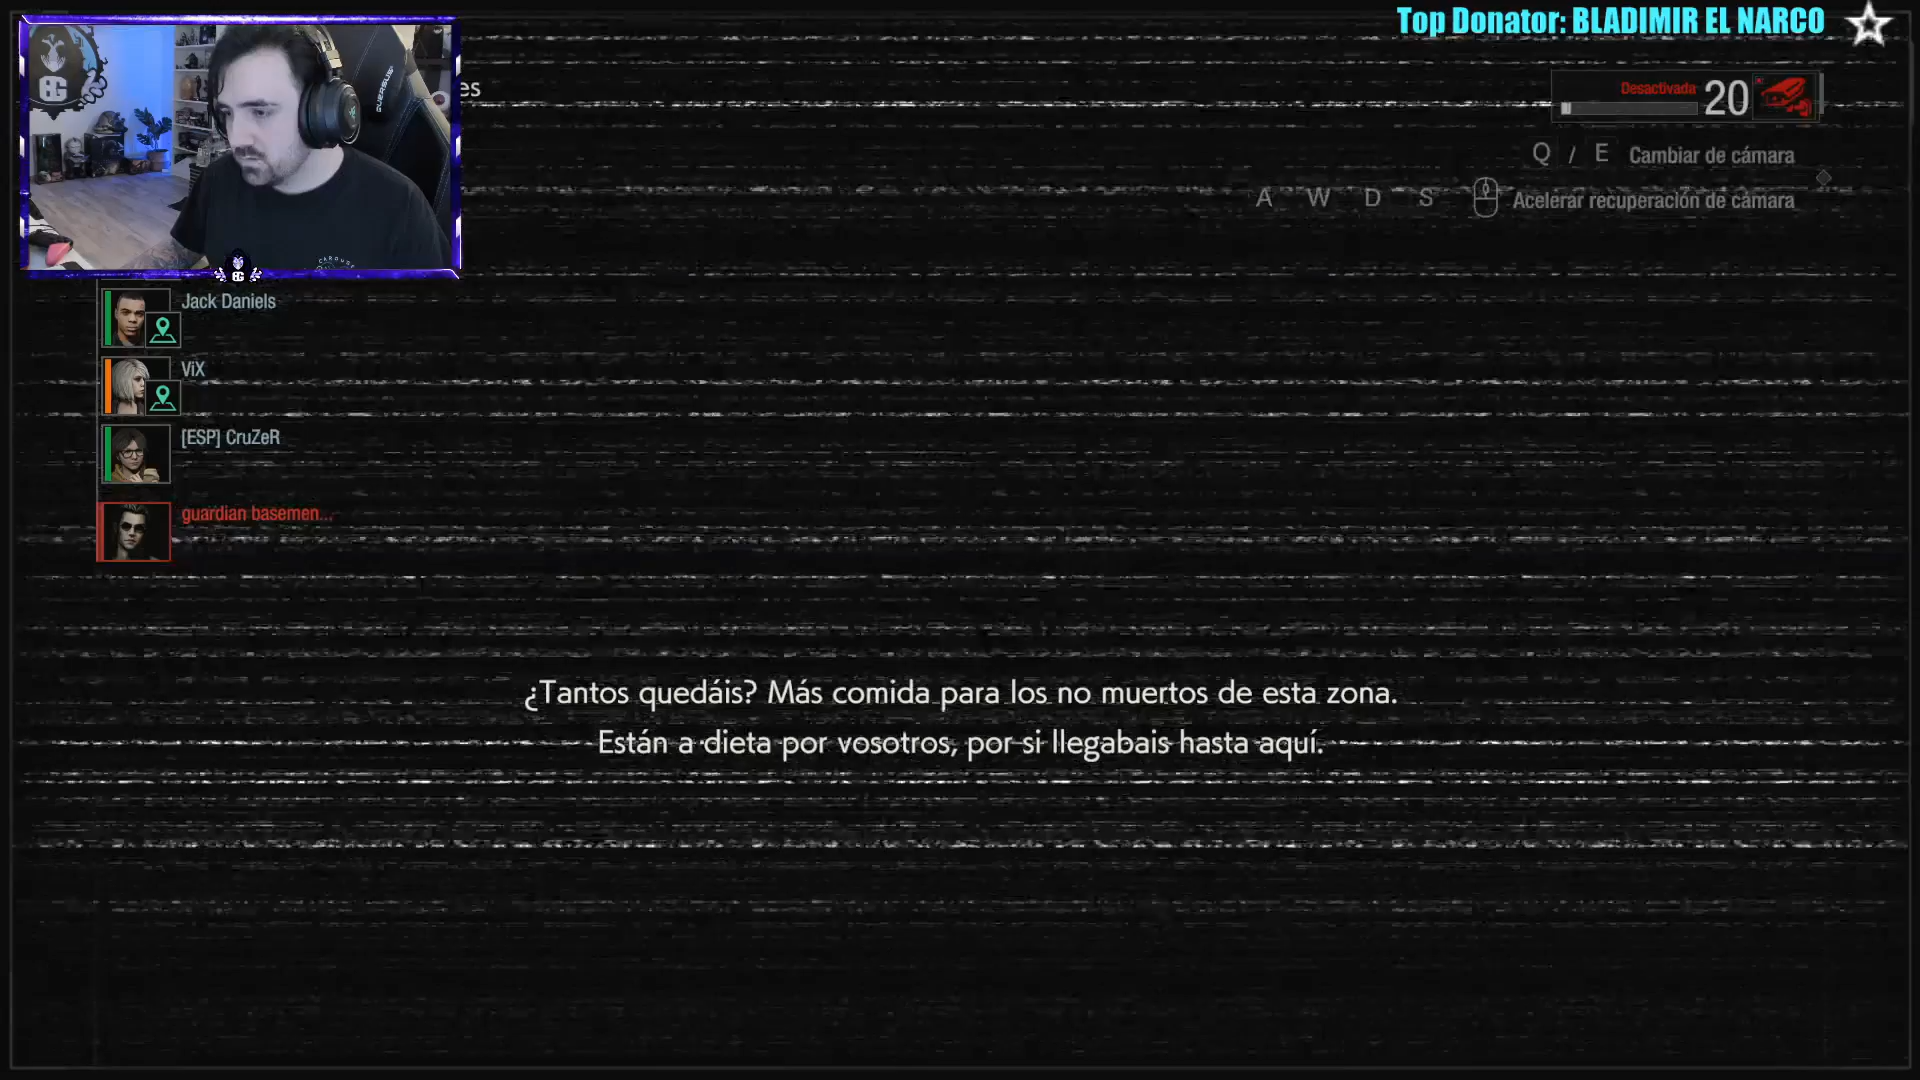 Top Donator: BLADIMIR EL NARCO
es
Desactivada 20
Q / E Cambiar de cámara
A W D S Acelerar recuperación de cámara
BG
BG
Jack Daniels
ViX
[ESP] CruZeR
guardian basemen...
¿Tantos quedáis? Más comida para los no muertos de esta zona.
Están a dieta por vosotros, por si llegabais hasta aquí.